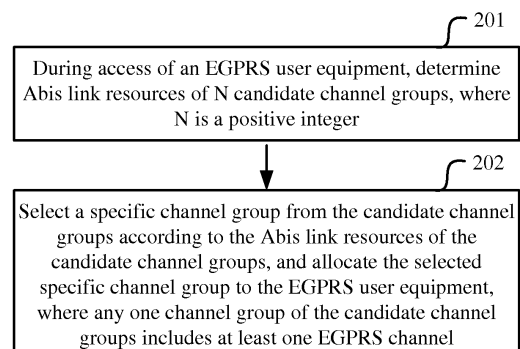 201
During access of an EGPRS user equipment, determine
Abis link resources of N candidate channel groups, where
N is a positive integer
202
Select a specific channel group from the candidate channel
groups according to the Abis link resources of the
candidate channel groups, and allocate the selected
specific channel group to the EGPRS user equipment,
where any one channel group of the candidate channel
groups includes at least one EGPRS channel